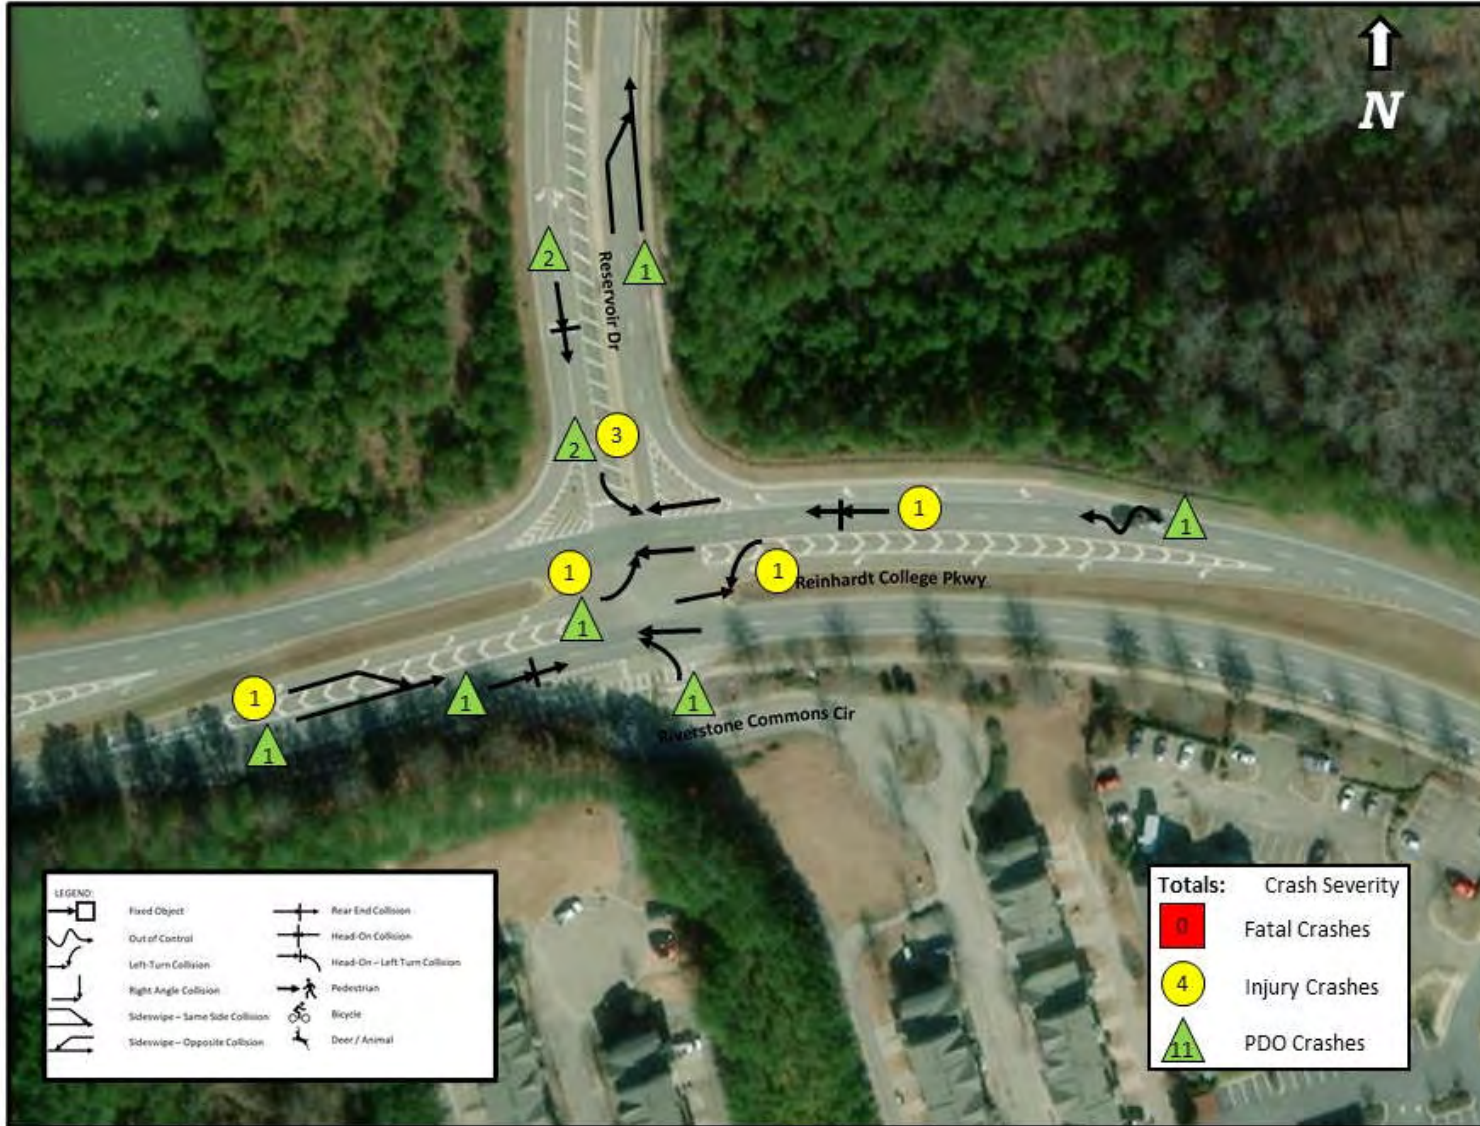 N
2
1
Reservoir Dr
2
3
1
1
1
1
Reinhardt College Pkwy
1
1
1
1
1
Riverstone Commons Cir
1
LEGEND:
Fixed Object
Rear End Collision
Out of Control
Head-On Collision
Left-Turn Collision
Head-On – Left Turn Collision
Right Angle Collision
Pedestrian
Sideswipe – Same Side Collision
Bicycle
Sideswipe – Opposite Collision
Deer / Animal
Totals: Crash Severity
0 Fatal Crashes
4 Injury Crashes
11 PDO Crashes